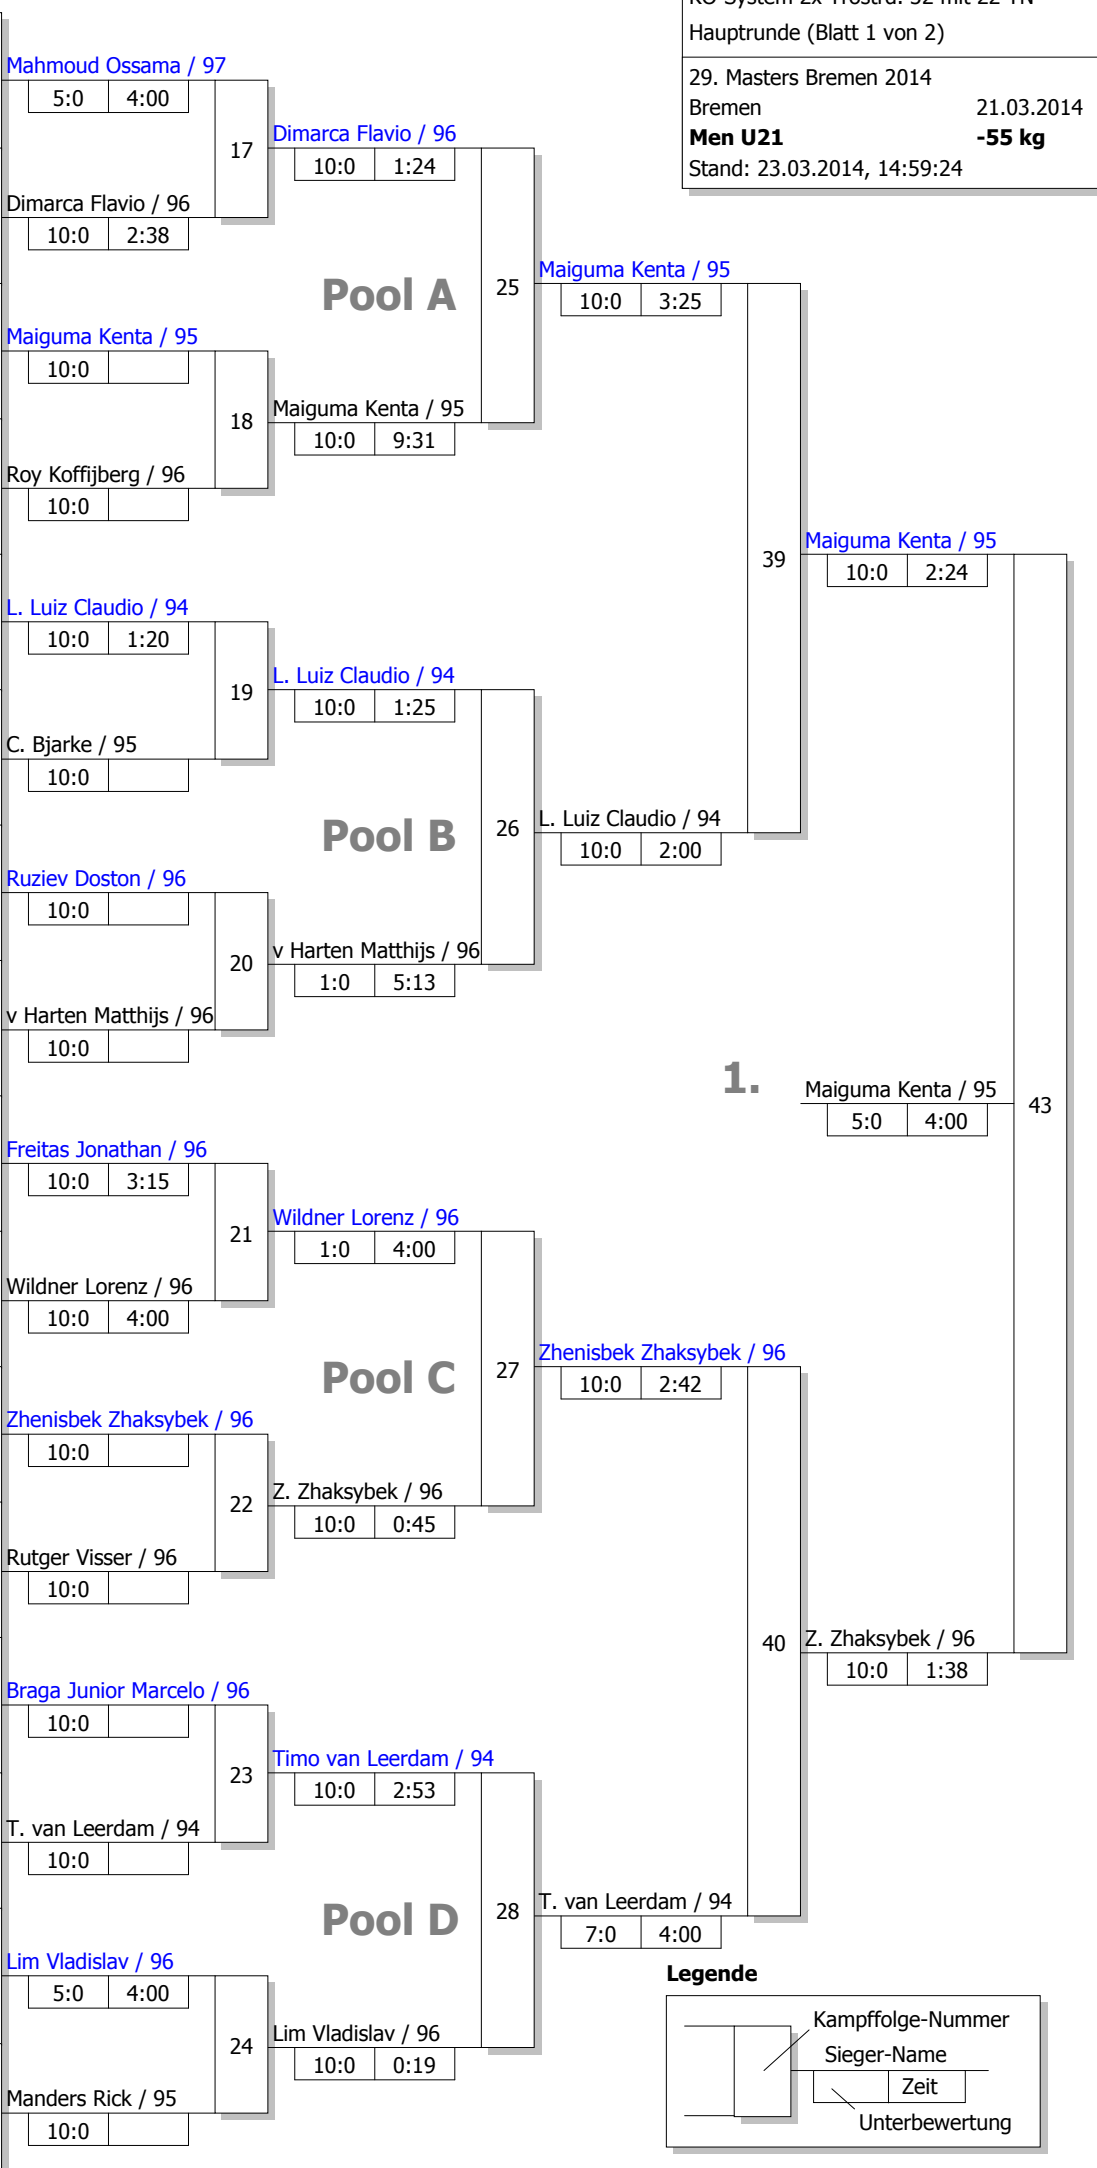 KO-System 2x Trostrd. 32 mit 22 TN
Hauptrunde (Blatt 1 von 2)
29. Masters Bremen 2014
Bremen 21.03.2014
Men U21 -55 kg
Stand: 23.03.2014, 14:59:24
Mahmoud Ossama / 97
5:0 4:00
17
Dimarca Flavio / 96
10:0 1:24
Dimarca Flavio / 96
10:0 2:38
Pool A
25
Maiguma Kenta / 95
10:0 3:25
Maiguma Kenta / 95
10:0
18
Maiguma Kenta / 95
10:0 9:31
Roy Koffijberg / 96
10:0
39
Maiguma Kenta / 95
10:0 2:24
L. Luiz Claudio / 94
10:0 1:20
19
L. Luiz Claudio / 94
10:0 1:25
C. Bjarke / 95
10:0
Pool B
26
L. Luiz Claudio / 94
10:0 2:00
Ruziev Doston / 96
10:0
20
v Harten Matthijs / 96
1:0 5:13
v Harten Matthijs / 96
10:0
1.
Maiguma Kenta / 95
5:0 4:00
43
Freitas Jonathan / 96
10:0 3:15
21
Wildner Lorenz / 96
1:0 4:00
Wildner Lorenz / 96
10:0 4:00
Pool C
27
Zhenisbek Zhaksybek / 96
10:0 2:42
Zhenisbek Zhaksybek / 96
10:0
22
Z. Zhaksybek / 96
10:0 0:45
Rutger Visser / 96
10:0
40
Z. Zhaksybek / 96
10:0 1:38
Braga Junior Marcelo / 96
10:0
23
Timo van Leerdam / 94
10:0 2:53
T. van Leerdam / 94
10:0
Pool D
28
T. van Leerdam / 94
7:0 4:00
Lim Vladislav / 96
5:0 4:00
24
Lim Vladislav / 96
10:0 0:19
Manders Rick / 95
10:0
Legende
Kampffolge-Nummer
Sieger-Name
Zeit
Unterbewertung